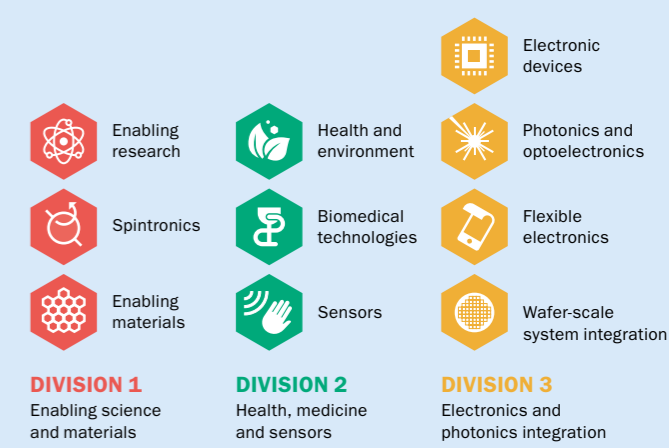 Enabling
research
Spintronics
Enabling
materials
DIVISION 1
Enabling science
and materials
Health and
environment
Biomedical
technologies
Sensors
DIVISION 2
Health, medicine
and sensors
Electronic
devices
Photonics and
optoelectronics
Flexible
electronics
Wafer-scale
system integration
DIVISION 3
Electronics and
photonics integration